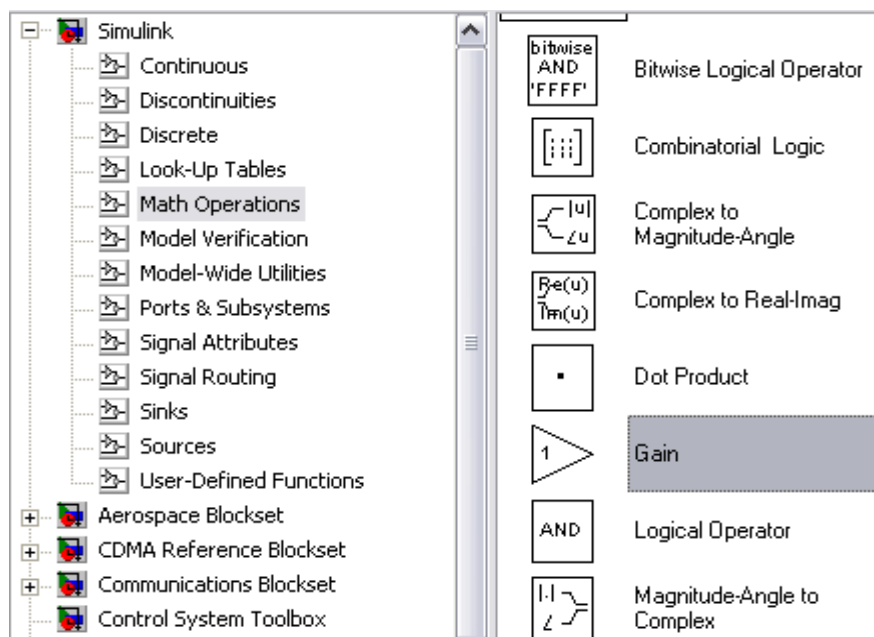 Simulink
Continuous
Discontinuities
Discrete
Look-Up Tables
Math Operations
Model Verification
Model-Wide Utilities
Ports & Subsystems
Signal Attributes
Signal Routing
Sinks
Sources
User-Defined Functions
Aerospace Blockset
CDMA Reference Blockset
Communications Blockset
Control System Toolbox
bitwise
AND
'FFFF'
Bitwise Logical Operator
Combinatorial Logic
|u|
∠u
Complex to
Magnitude-Angle
Re(u)
Im(u)
Complex to Real-Imag
Dot Product
1
Gain
AND
Logical Operator
|.|
∠
Magnitude-Angle to
Complex